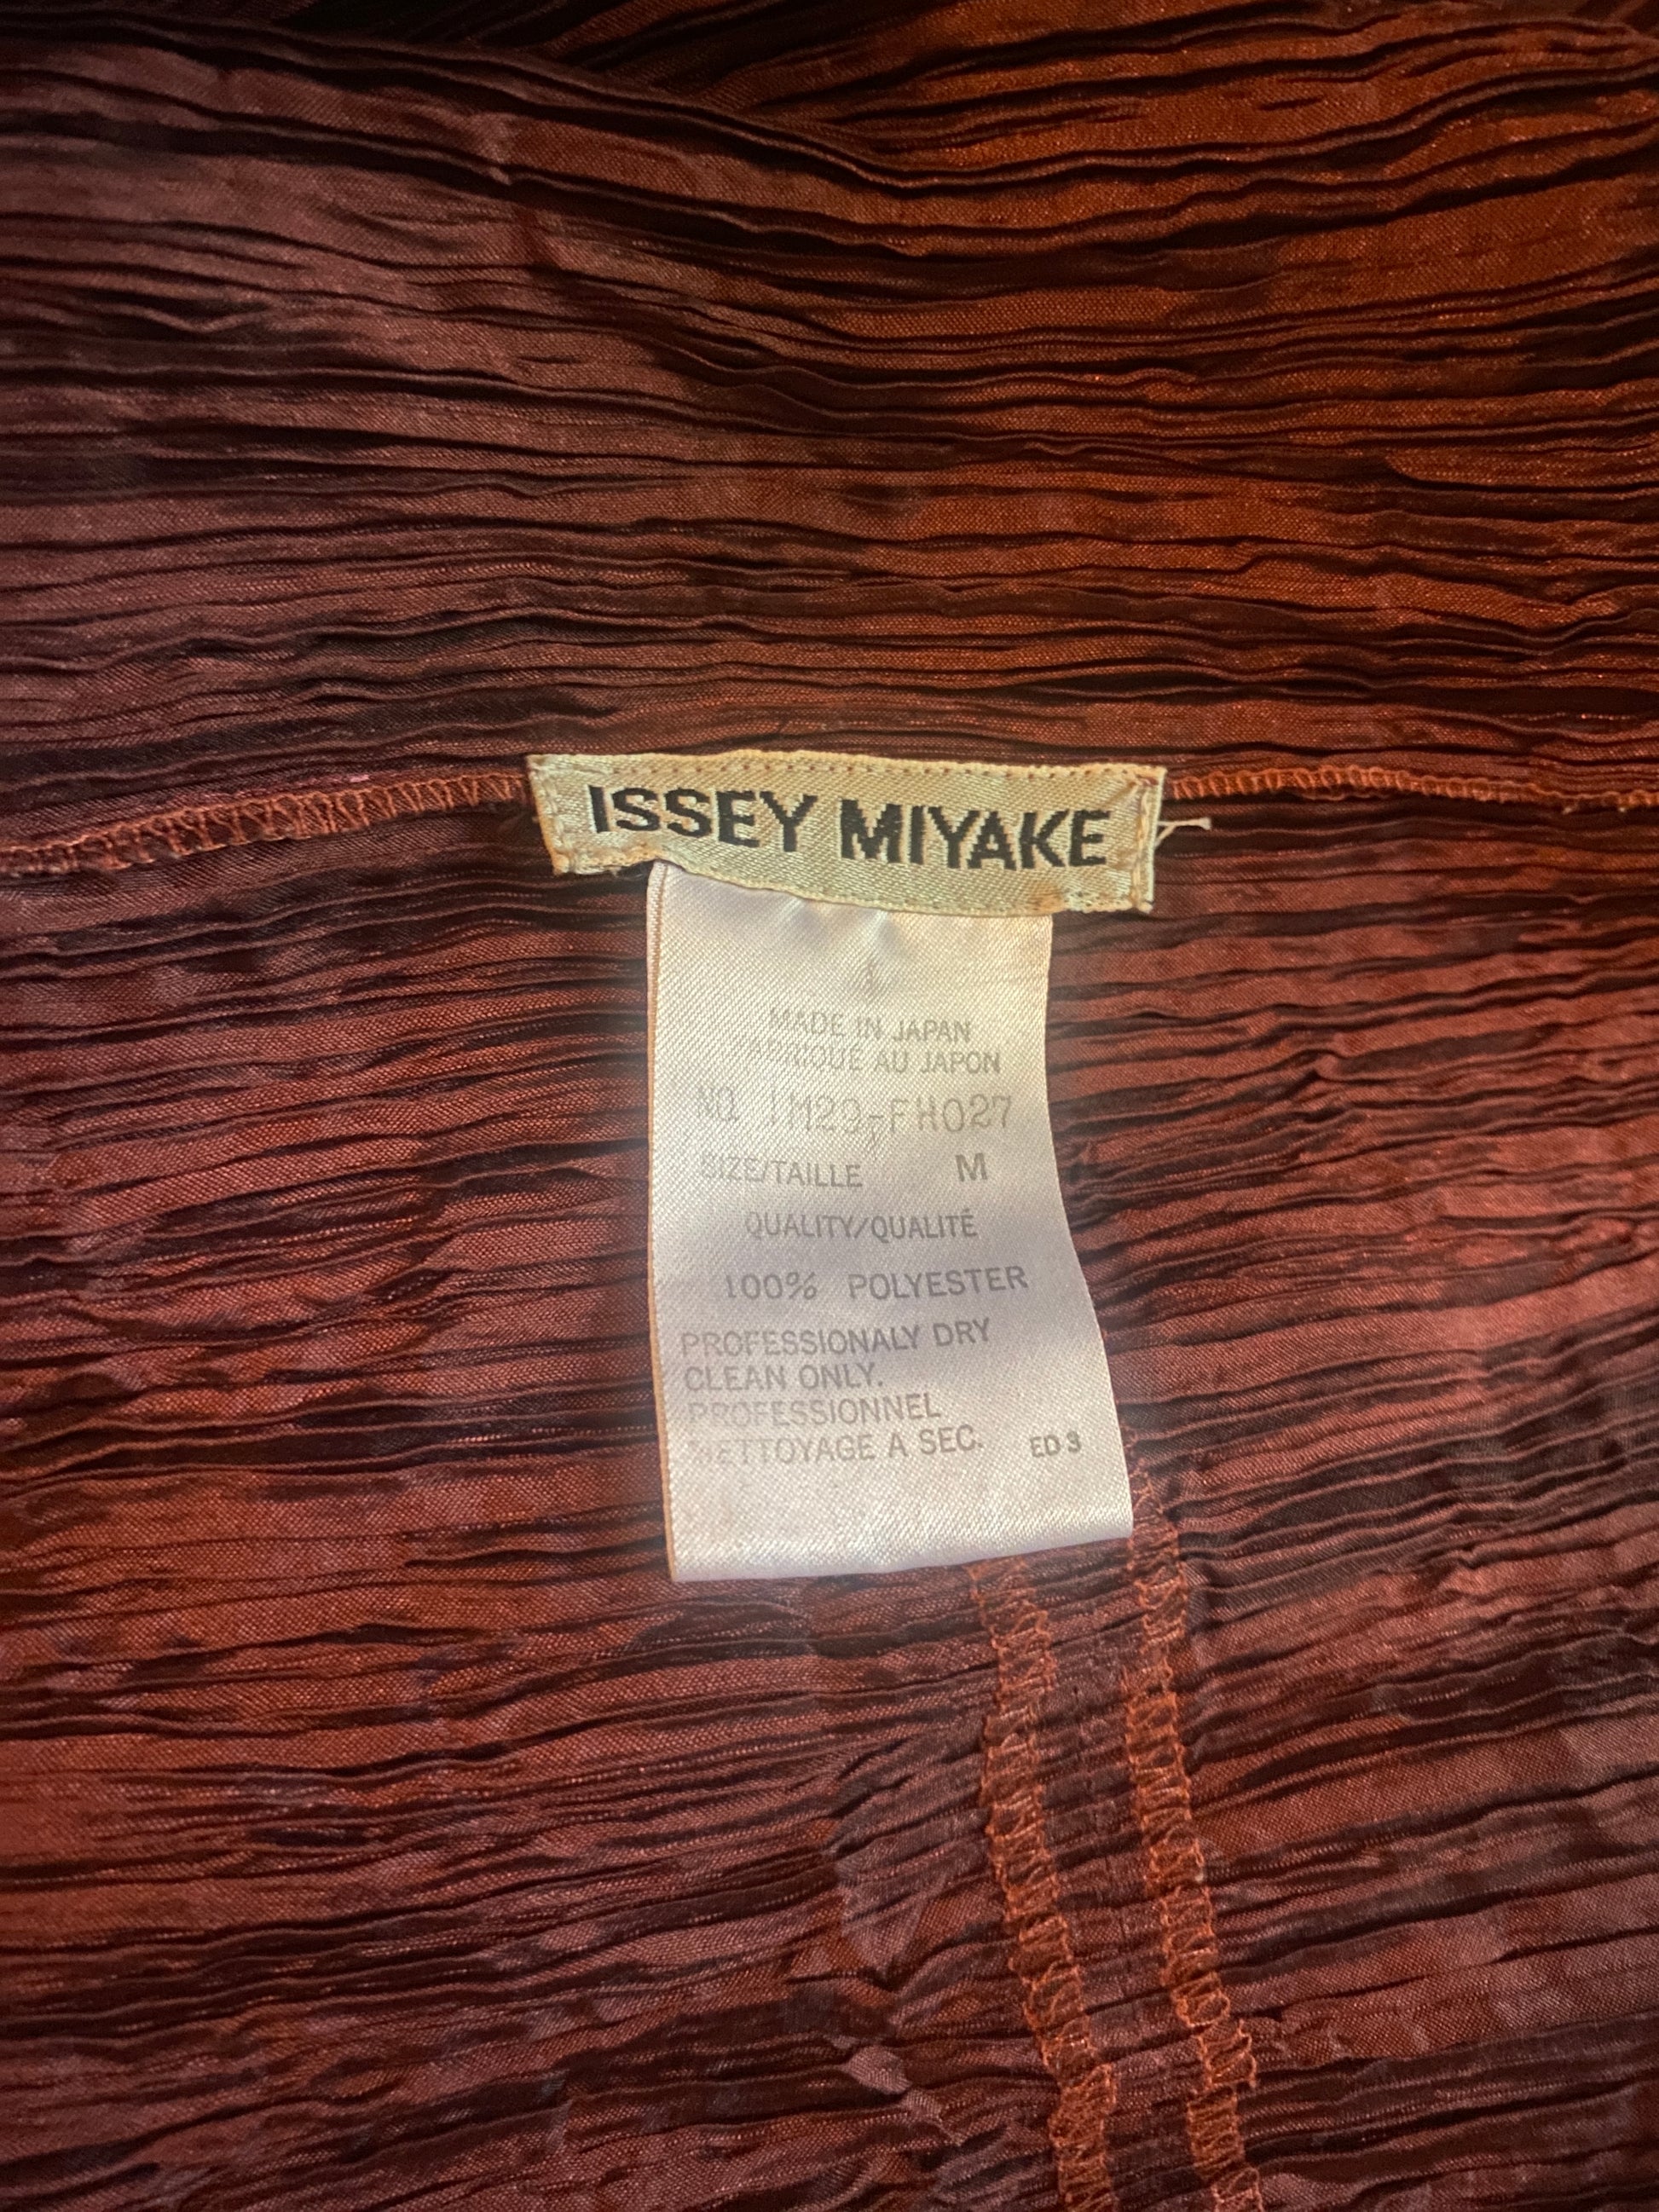 ISSEY MIYAKE
MADE IN JAPAN
FABRIQUÉ AU JAPON
NO. IM29-FH027
SIZE/TAILLE M
QUALITY/QUALITÉ
100% POLYESTER
PROFESSIONALY DRY
CLEAN ONLY.
PROFESSIONNEL
NETTOYAGE A SEC. ED 3